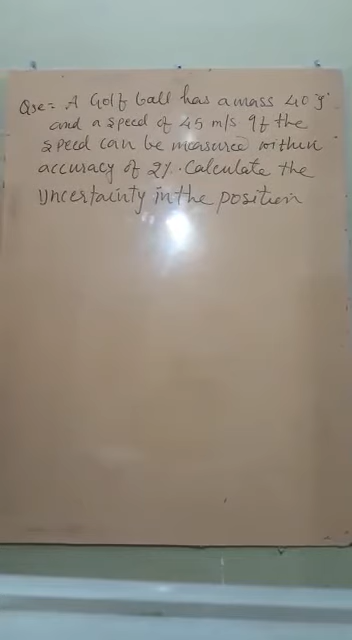 Que = A Golf ball has a mass 40 "g"
and a speed of 45 m/s If the
speed can be measured within
accuracy of 2%. Calculate the
Uncertainty in the position